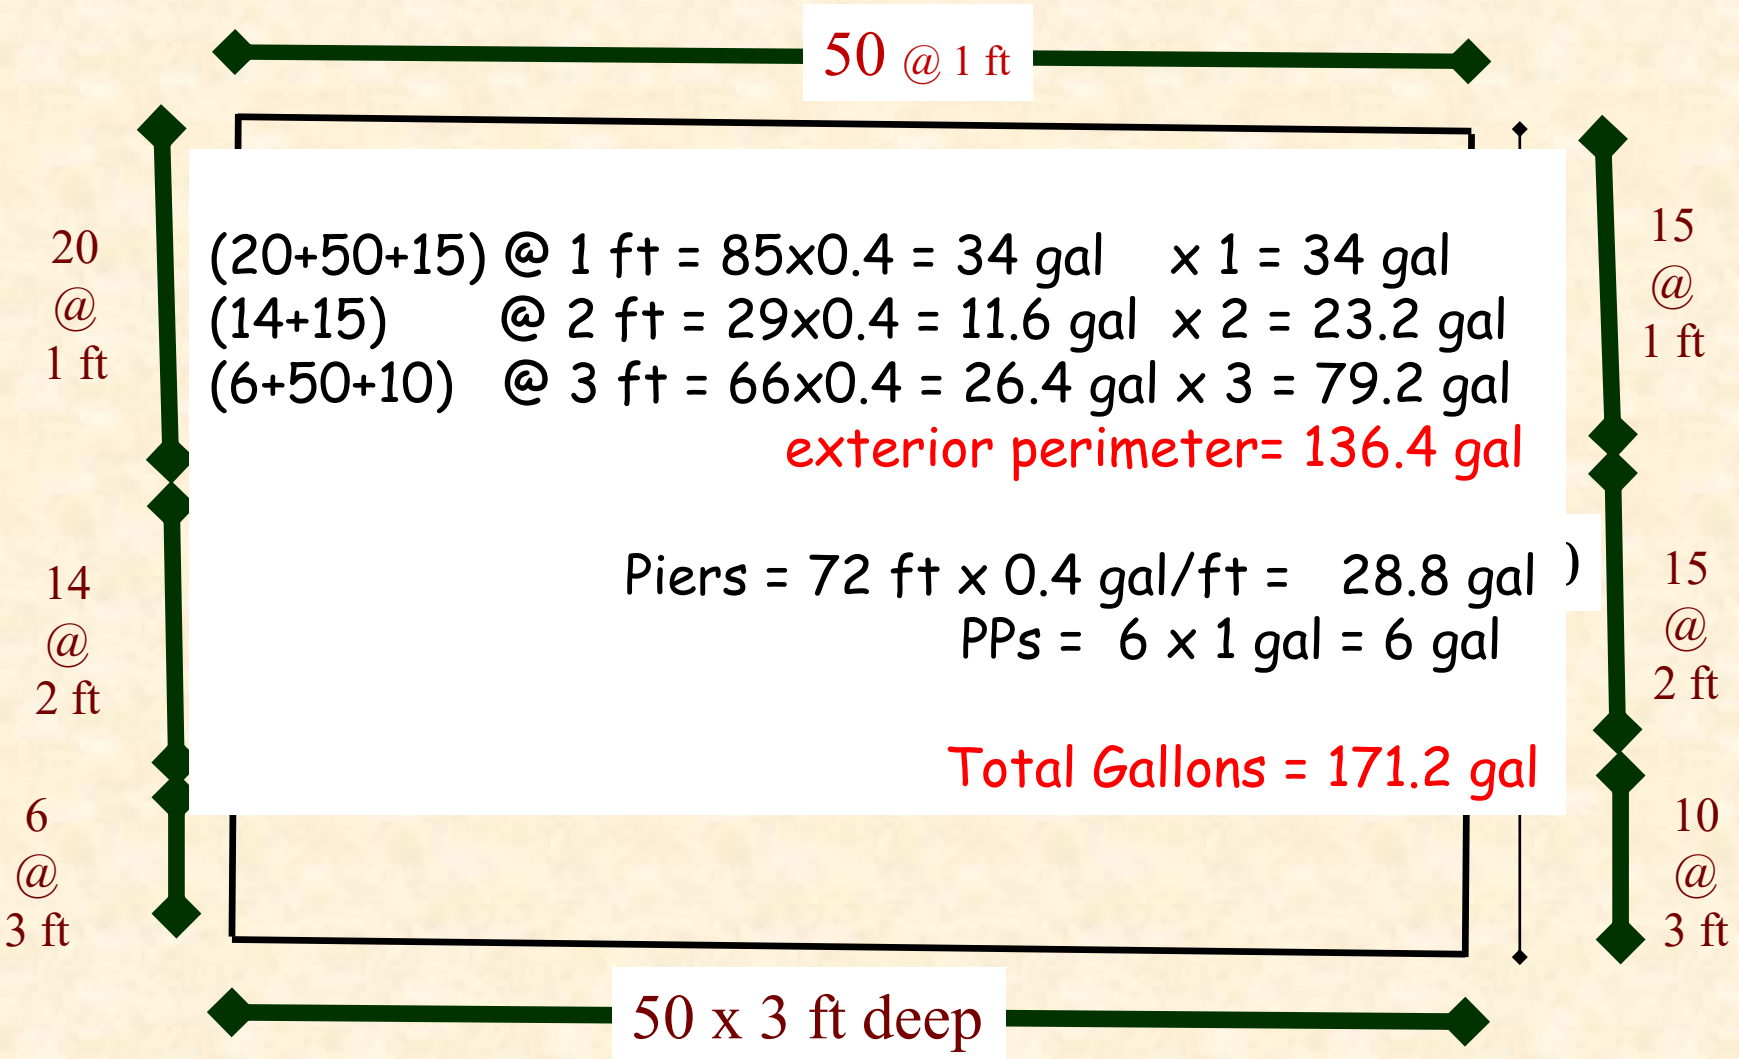 50 @ 1 ft
20
@
1 ft
15
@
1 ft
(20+50+15) @ 1 ft = 85x0.4 = 34 gal x 1 = 34 gal
(14+15) @ 2 ft = 29x0.4 = 11.6 gal x 2 = 23.2 gal
(6+50+10) @ 3 ft = 66x0.4 = 26.4 gal x 3 = 79.2 gal
exterior perimeter= 136.4 gal
Piers = 72 ft x 0.4 gal/ft = 28.8 gal
)
PPs = 6 x 1 gal = 6 gal
Total Gallons = 171.2 gal
14
@
2 ft
15
@
2 ft
6
@
3 ft
10
@
3 ft
50 x 3 ft deep